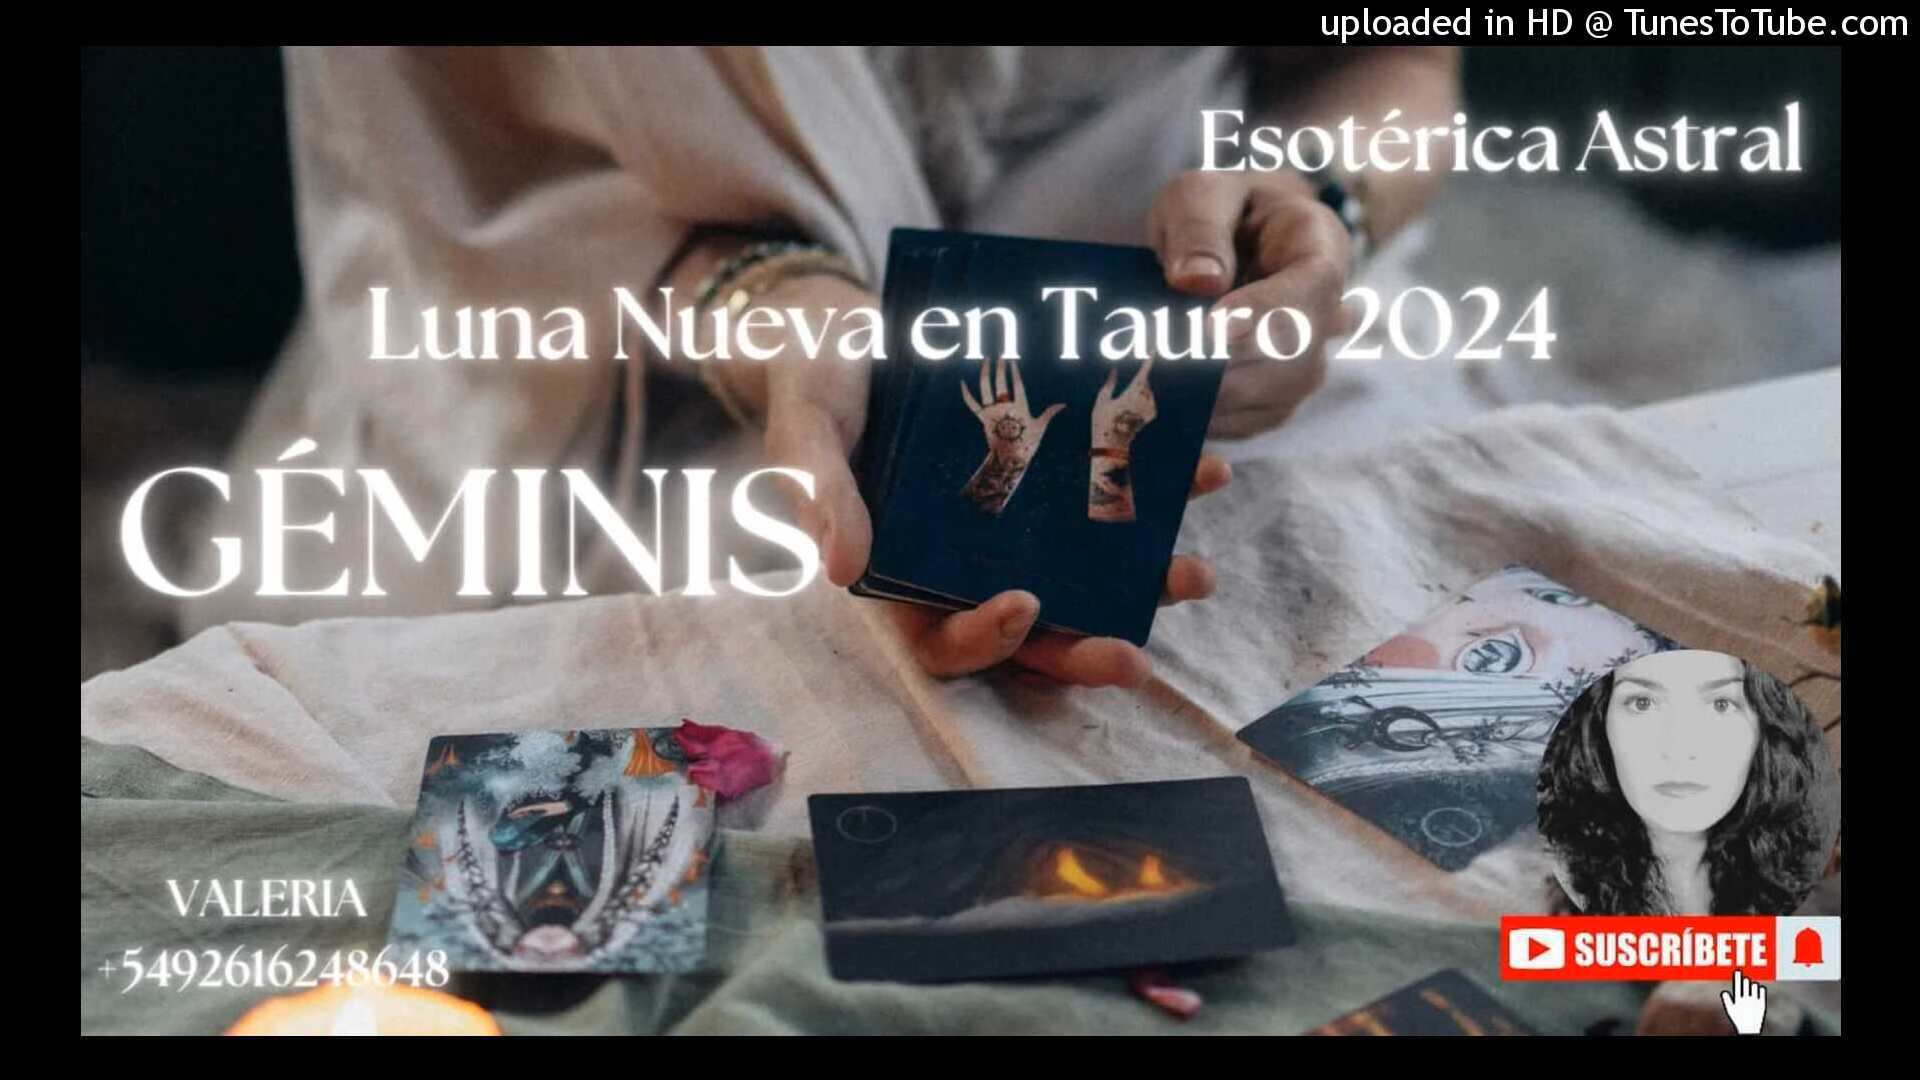 uploaded in HD @ TunesToTube.com
Esotérica Astral
Luna Nueva en Tauro 2024
GÉMINIS
VALERIA
+5492616248648
SUSCRÍBETE